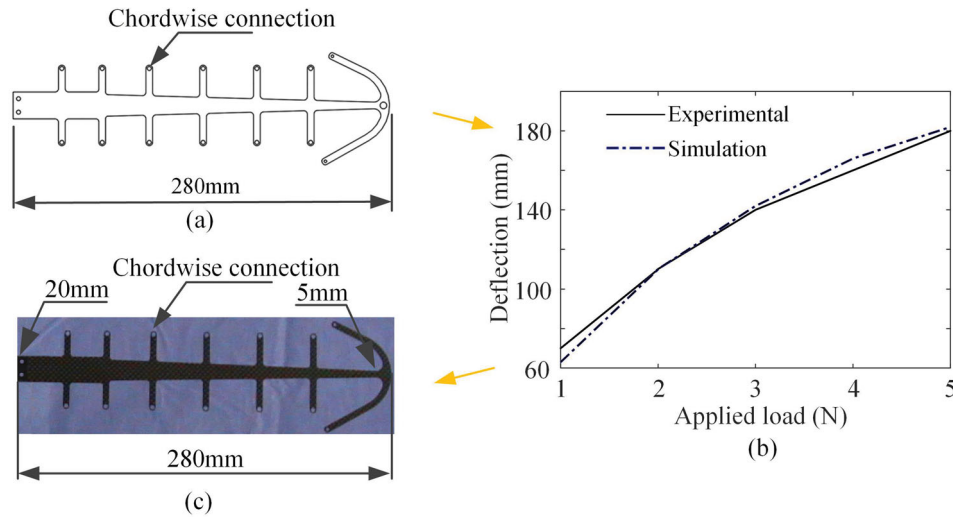 Chordwise connection
280mm
(a)
Chordwise connection
20mm
5mm
280mm
(c)
Experimental
Simulation
Deflection (mm)
180
140
100
60
1 2 3 4 5
Applied load (N)
(b)